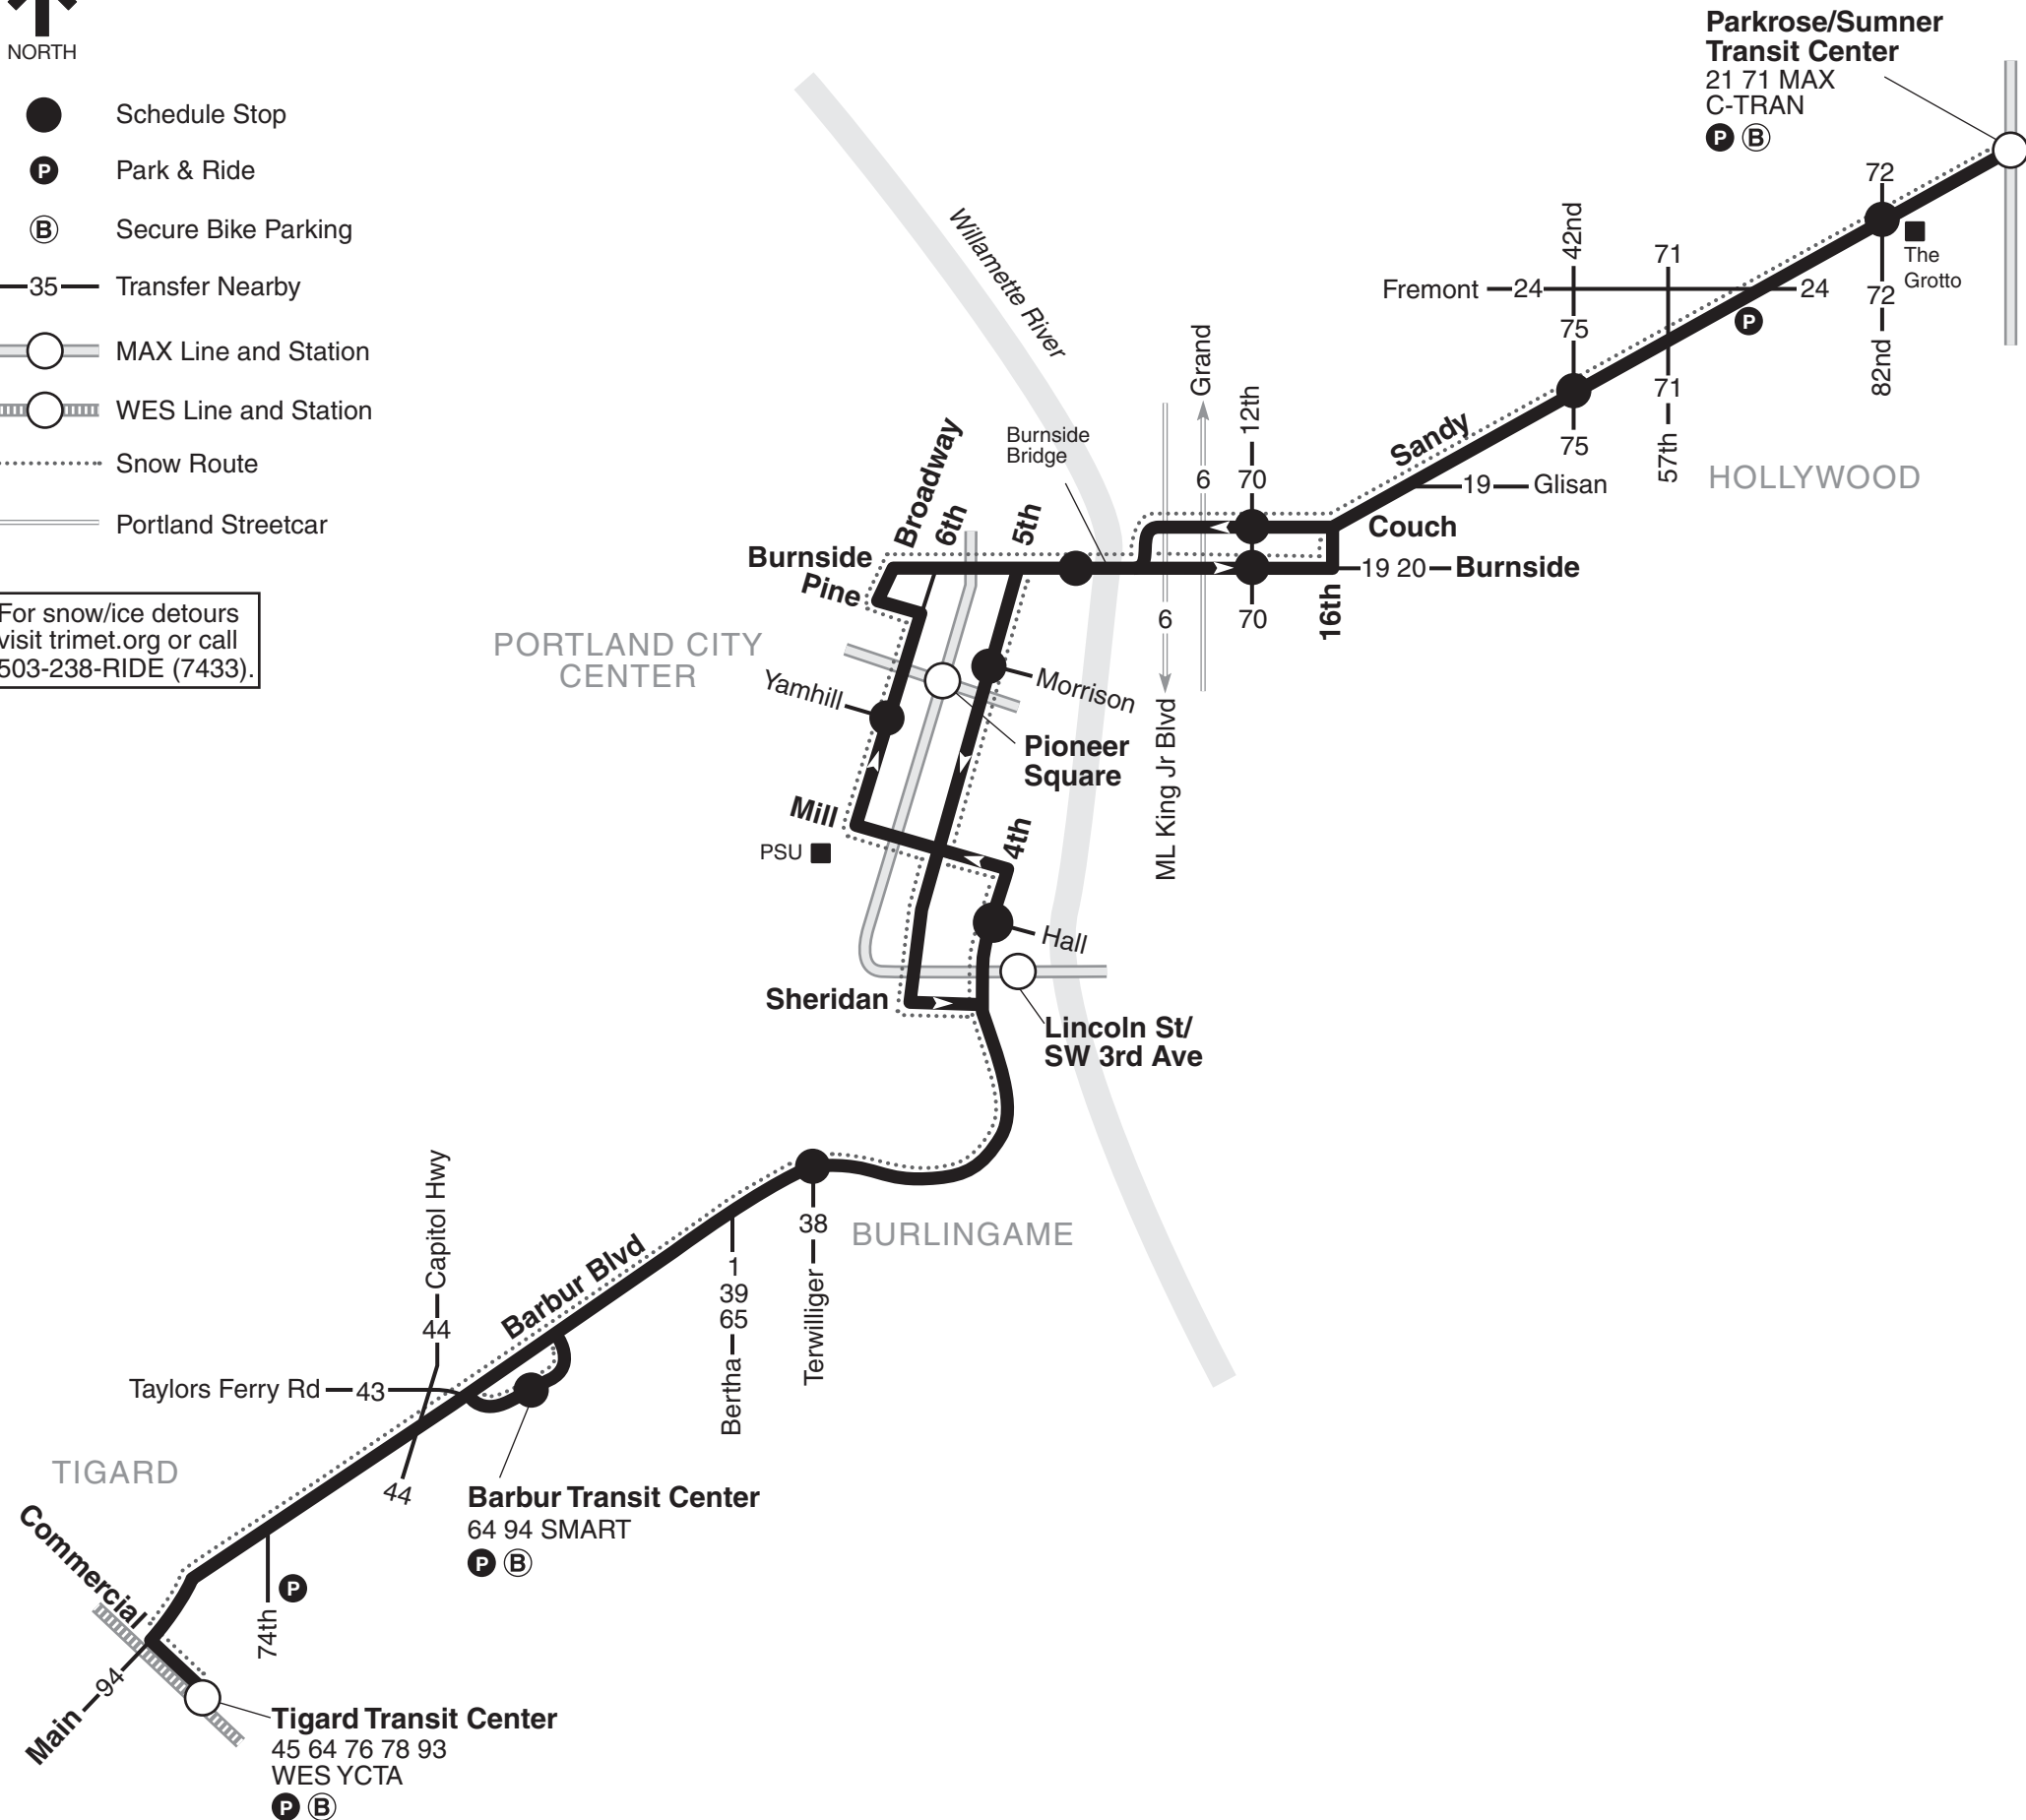 NORTH
Schedule Stop
P
Park & Ride
B
Secure Bike Parking
35
Transfer Nearby
MAX Line and Station
WES Line and Station
Snow Route
Portland Streetcar
For snow/ice detours
visit trimet.org or call
503-238-RIDE (7433).
Parkrose/Sumner
Transit Center
21 71 MAX
C-TRAN
P B
72
The
Grotto
72
82nd
42nd
71
Fremont
24
24
75
P
71
57th
75
HOLLYWOOD
Sandy
19
Glisan
Willamette River
Grand
12th
6
70
Burnside
Bridge
Couch
19 20
Burnside
16th
6
70
ML King Jr Blvd
Broadway
6th
5th
Burnside
Pine
PORTLAND CITY
CENTER
Yamhill
Morrison
Pioneer
Square
Mill
PSU
4th
Hall
Sheridan
Lincoln St/
SW 3rd Ave
BURLINGAME
38
Terwilliger
1
39
65
Bertha
Barbur Blvd
Capitol Hwy
44
Taylors Ferry Rd
43
44
Barbur Transit Center
64 94 SMART
P B
TIGARD
Commercial
P
74th
94
Main
Tigard Transit Center
45 64 76 78 93
WES YCTA
P B